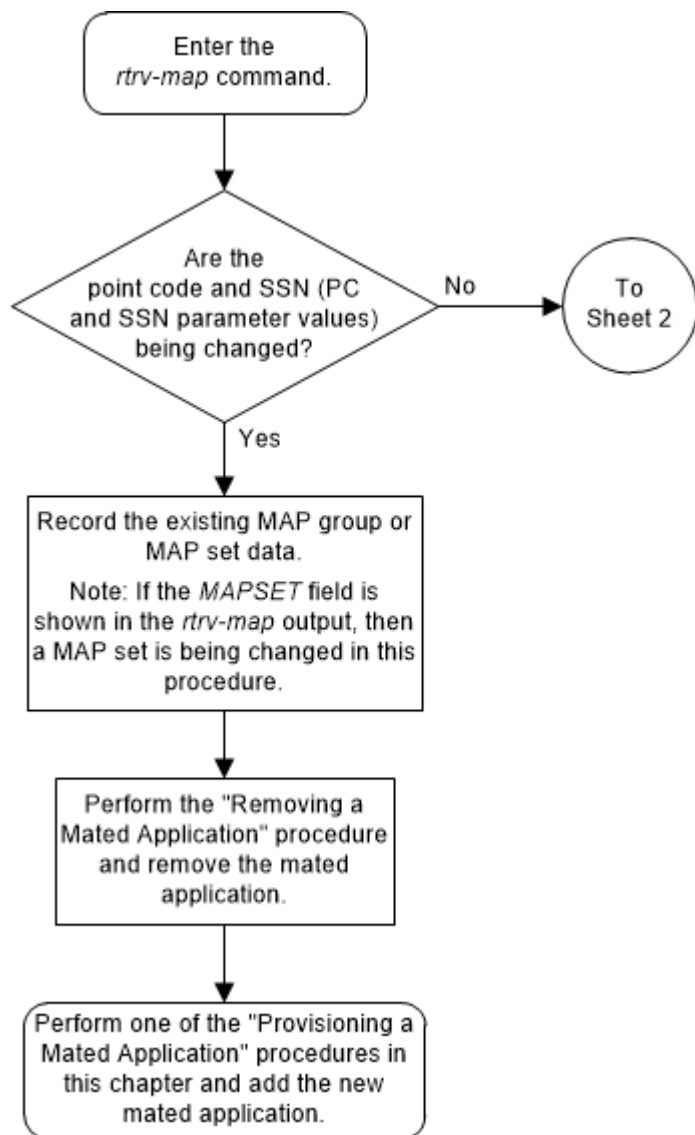 Enter the
rtrv-map command.
Are the
point code and SSN (PC
and SSN parameter values)
being changed?
No
To
Sheet 2
Yes
Record the existing MAP group or
MAP set data.
Note: If the MAPSET field is
shown in the rtrv-map output, then
a MAP set is being changed in this
procedure.
Perform the "Removing a
Mated Application" procedure
and remove the mated
application.
Perform one of the "Provisioning a
Mated Application" procedures in
this chapter and add the new
mated application.